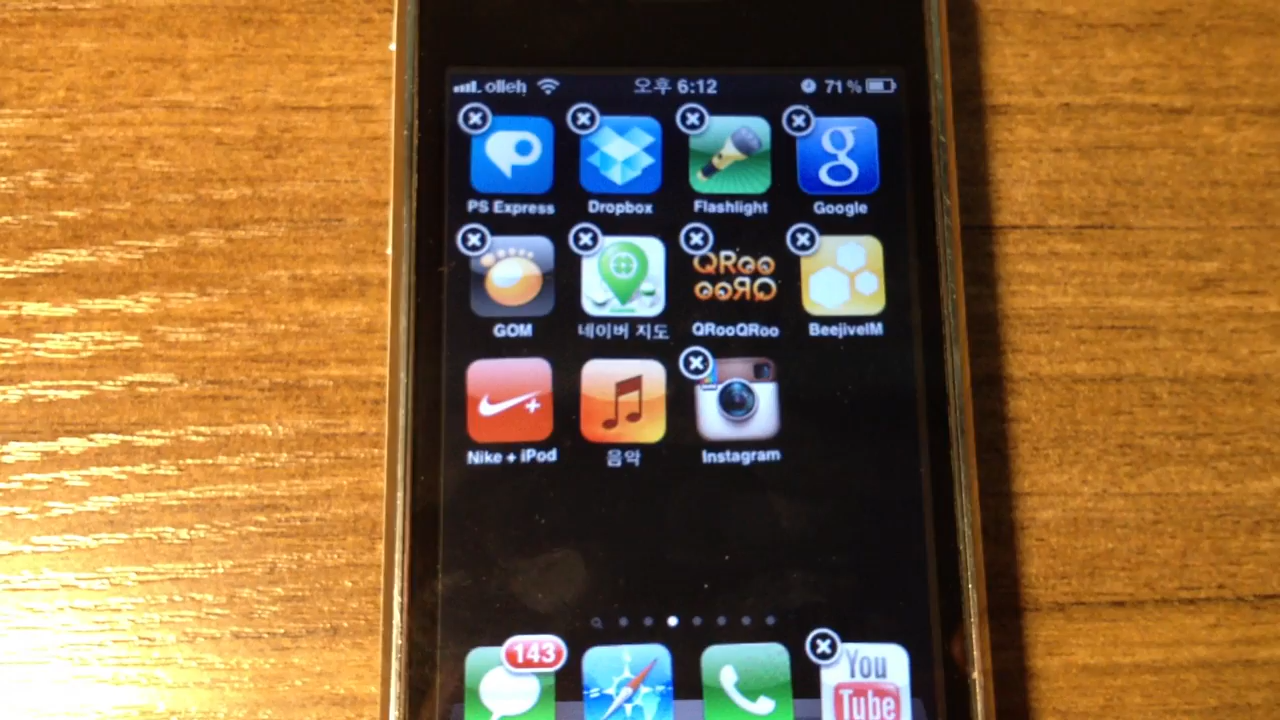 olleh 오후 6:12 71%
PS Express Dropbox Flashlight Google
g
QRoo
GOM 네이버 지도 QRooQRoo BeejiveIM
Nike + iPod 음악 Instagram
143
You
Tube